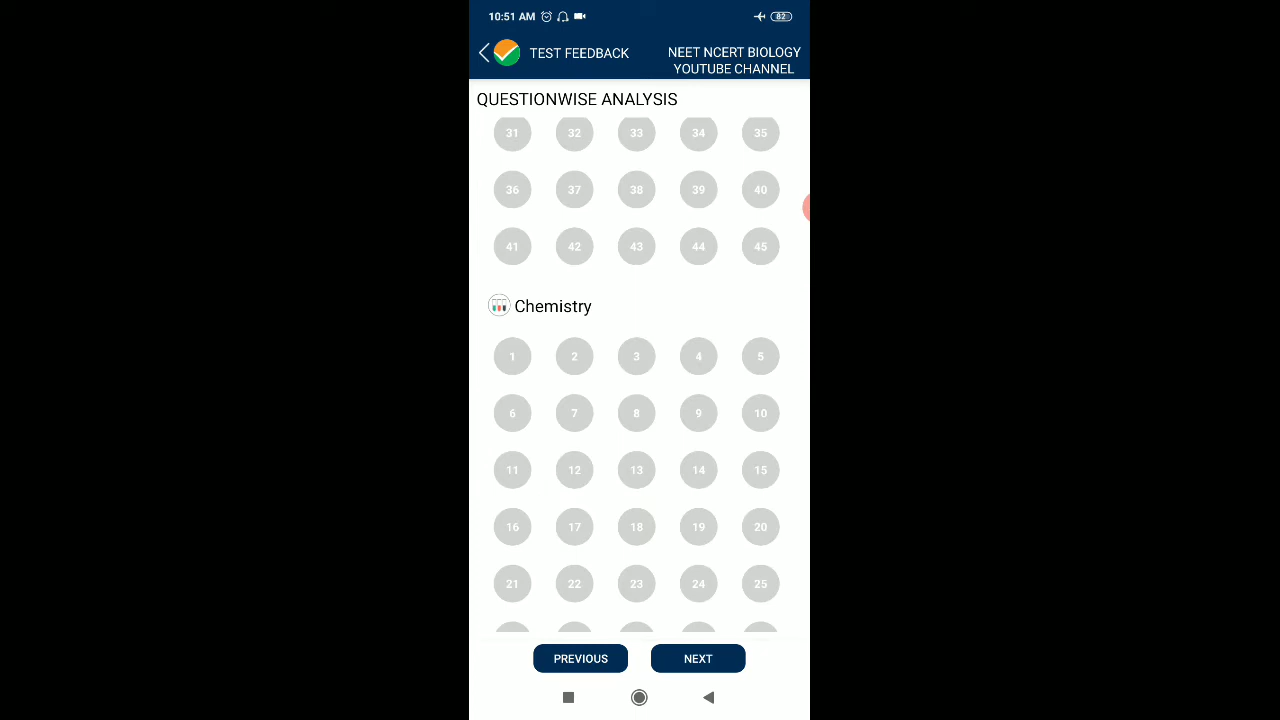 10:51 AM 82
TEST FEEDBACK
NEET NCERT BIOLOGY
YOUTUBE CHANNEL
QUESTIONWISE ANALYSIS
31 32 33 34 35
36 37 38 39 40
41 42 43 44 45
Chemistry
1 2 3 4 5
6 7 8 9 10
11 12 13 14 15
16 17 18 19 20
21 22 23 24 25
PREVIOUS NEXT